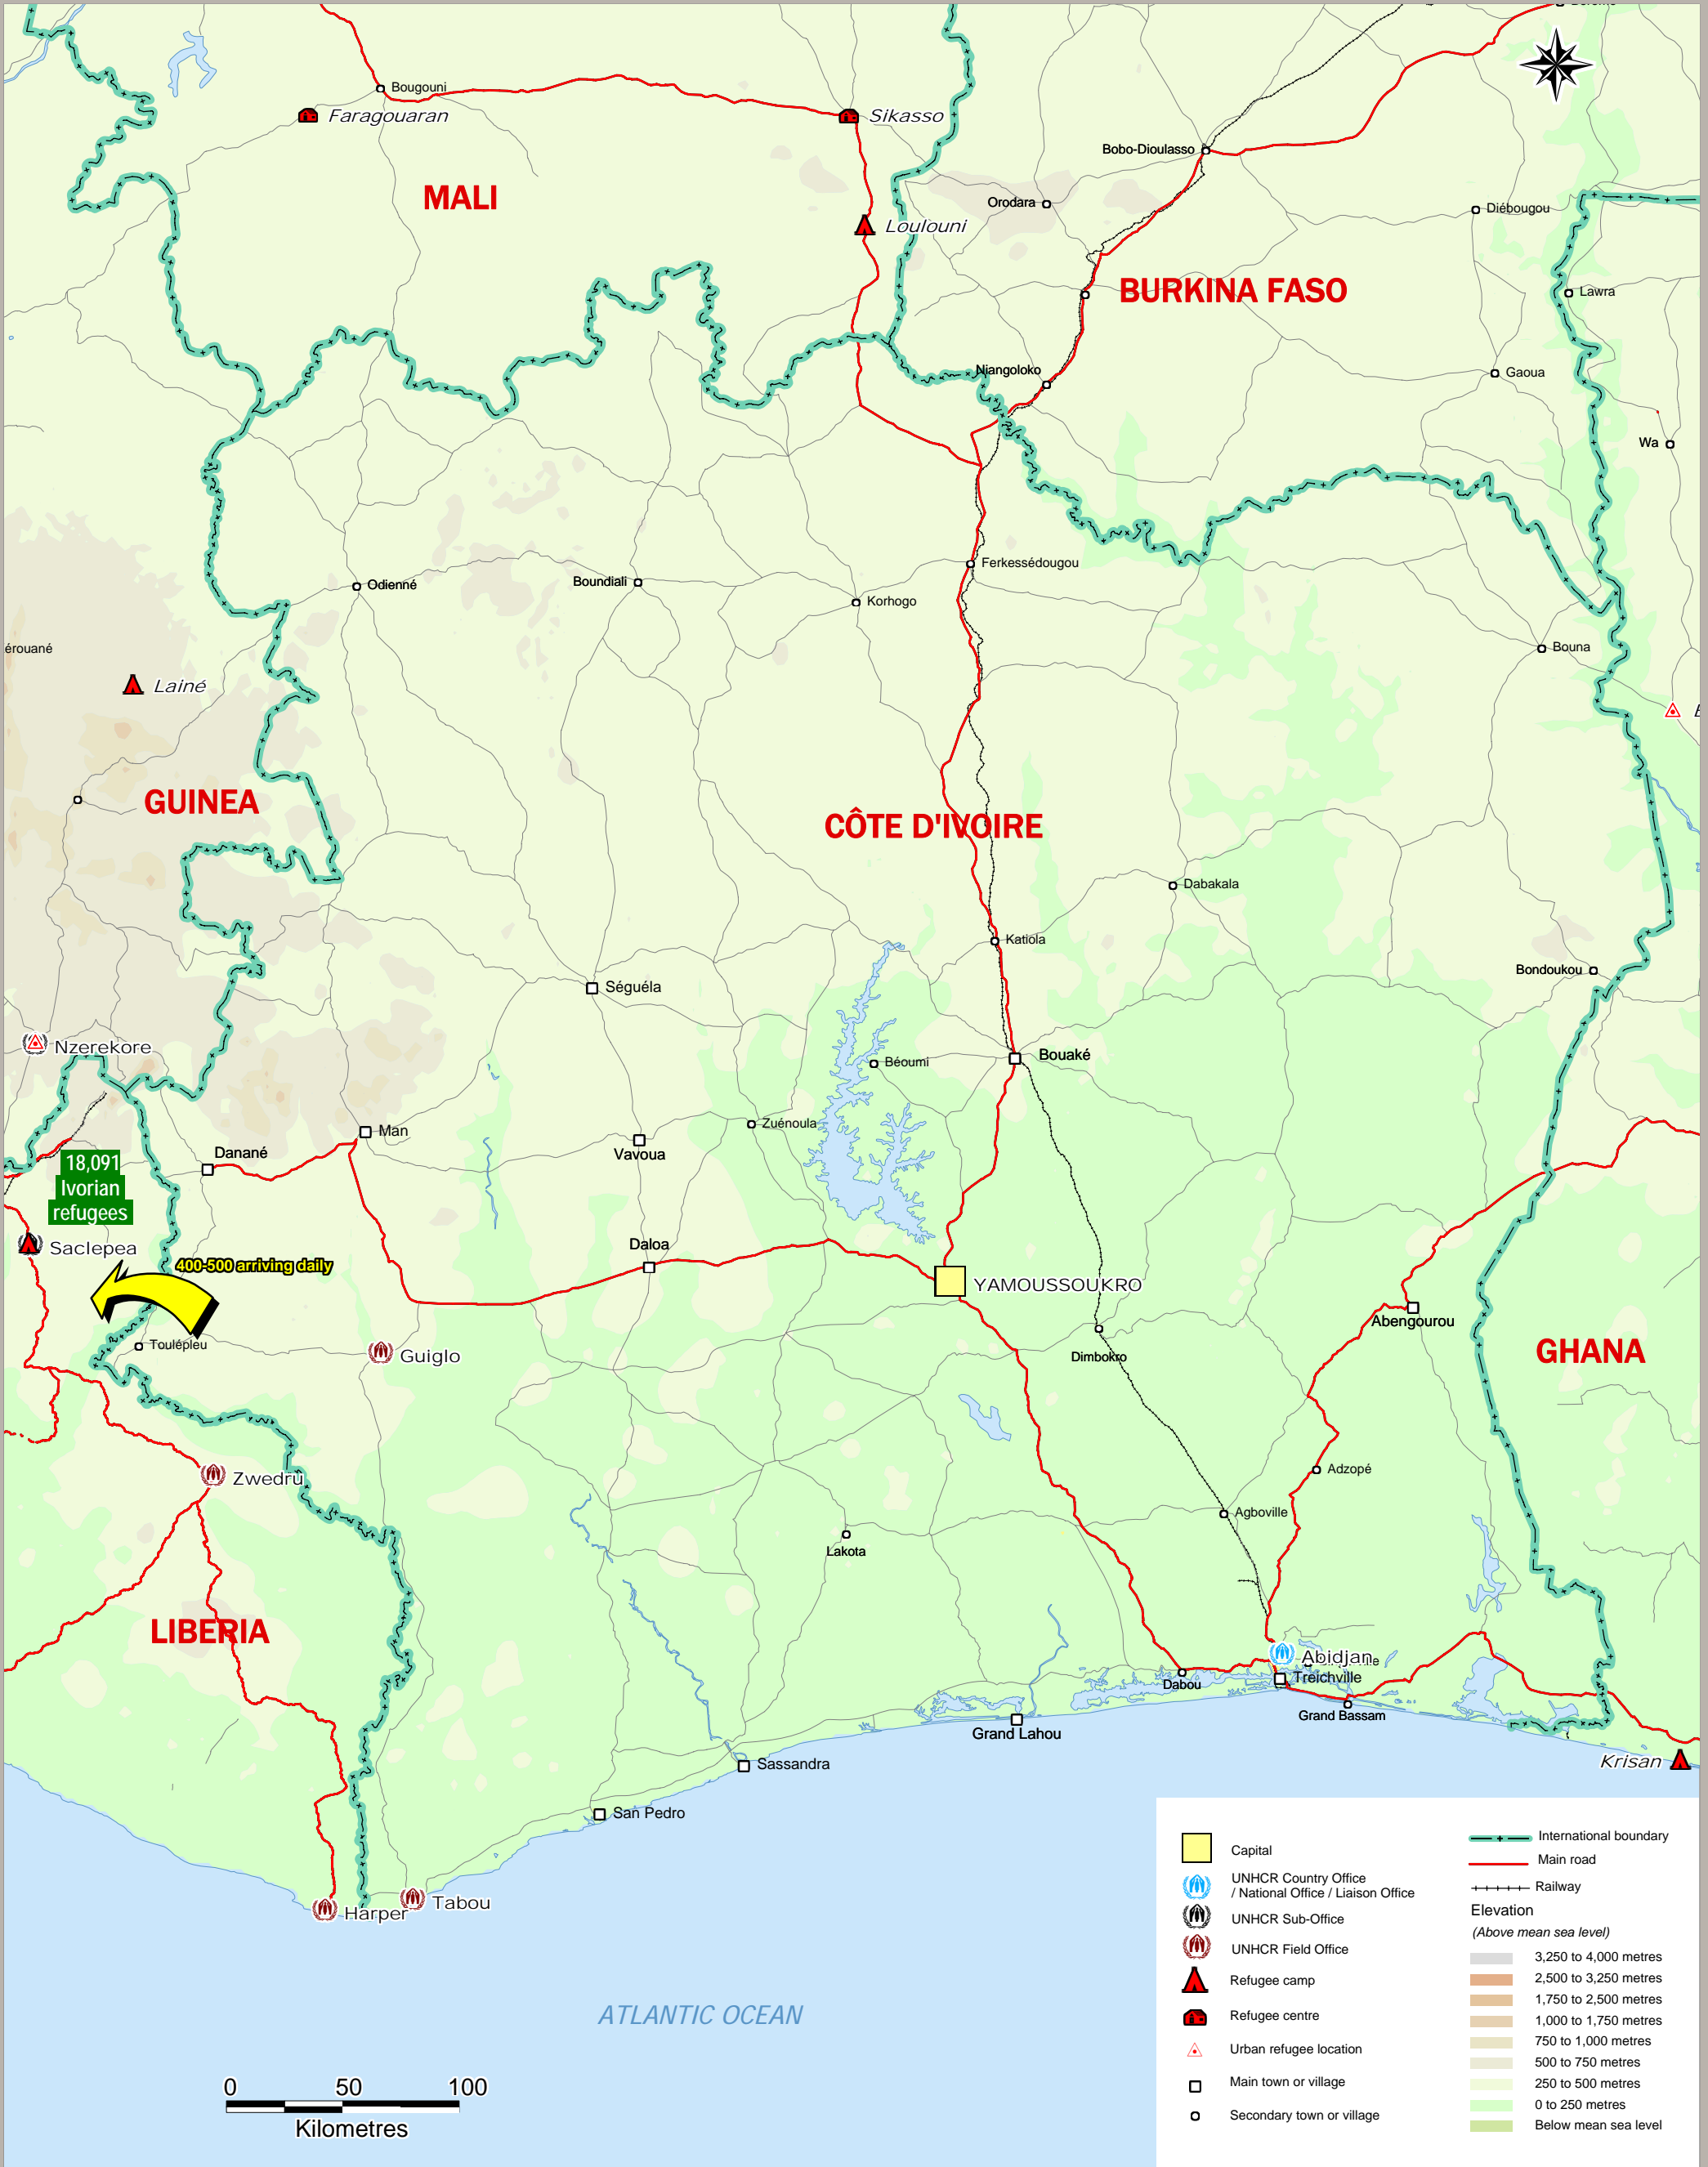 Bougouni
Faragouaran
Sikasso
MALI
Bobo-Dioulasso
Orodara
Diébougou
Loulouni
BURKINA FASO
Lawra
Niangoloko
Gaoua
Wa
Ferkessédougou
Odienné
Boundiali
Korhogo
érouané
Bouna
Lainé
GUINEA
CÔTE D'IVOIRE
Dabakala
Katiola
Bondoukou
Séguéla
Nzerekore
Béoumi
Bouaké
Zuénoula
Man
Vavoua
Danané
18,091
Ivorian
refugees
Saclepea
400-500 arriving daily
Daloa
YAMOUSSOUKRO
Abengourou
Toulépleu
Guiglo
Dimbokro
GHANA
Zwedru
Adzopé
Agboville
Lakota
LIBERIA
Abidjan
Treichville
Dabou
Grand Bassam
Grand Lahou
Krisan
Sassandra
San Pedro
Harper
Tabou
ATLANTIC OCEAN
0 50 100
Kilometres
Capital
UNHCR Country Office
/ National Office / Liaison Office
UNHCR Sub-Office
UNHCR Field Office
Refugee camp
Refugee centre
Urban refugee location
Main town or village
Secondary town or village
International boundary
Main road
Railway
Elevation
(Above mean sea level)
3,250 to 4,000 metres
2,500 to 3,250 metres
1,750 to 2,500 metres
1,000 to 1,750 metres
750 to 1,000 metres
500 to 750 metres
250 to 500 metres
0 to 250 metres
Below mean sea level